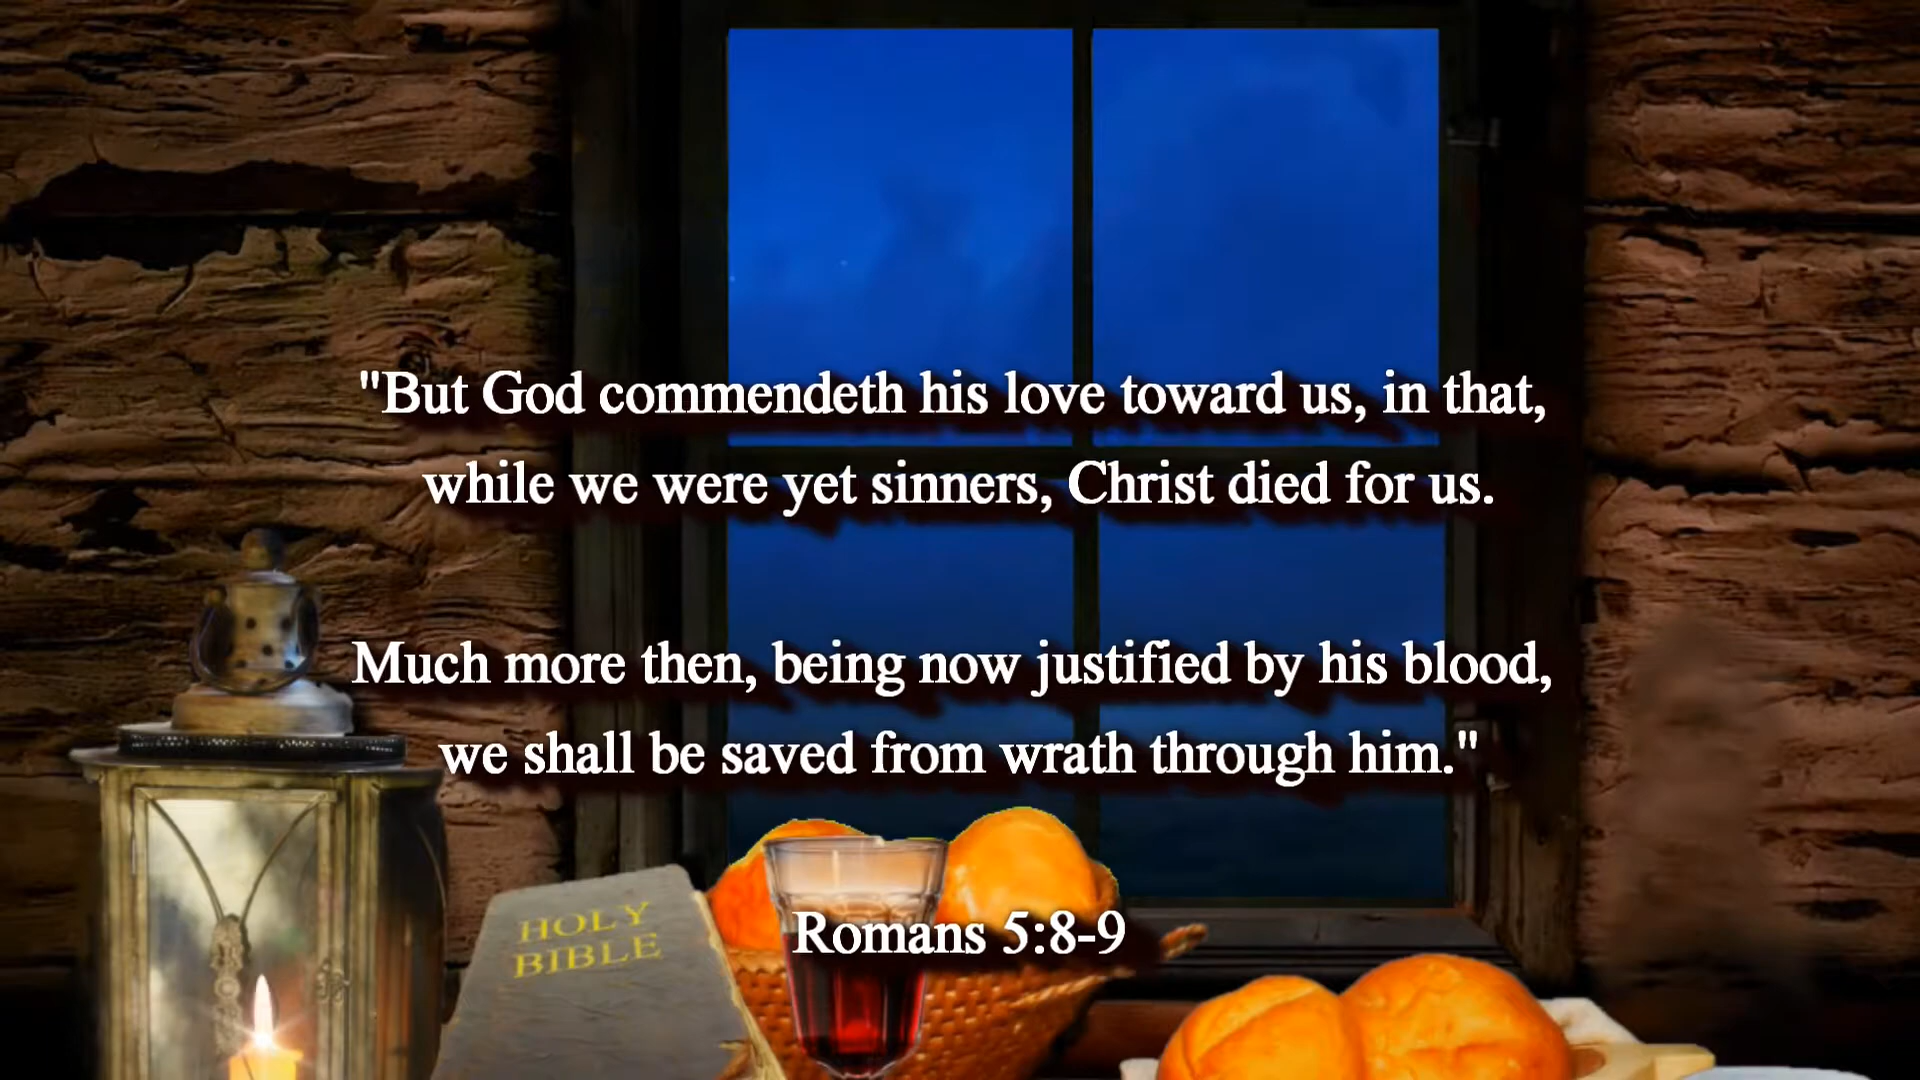 "But God commendeth his love toward us, in that,
while we were yet sinners, Christ died for us.
Much more then, being now justified by his blood,
we shall be saved from wrath through him."
Romans 5:8-9
HOLY
BIBLE